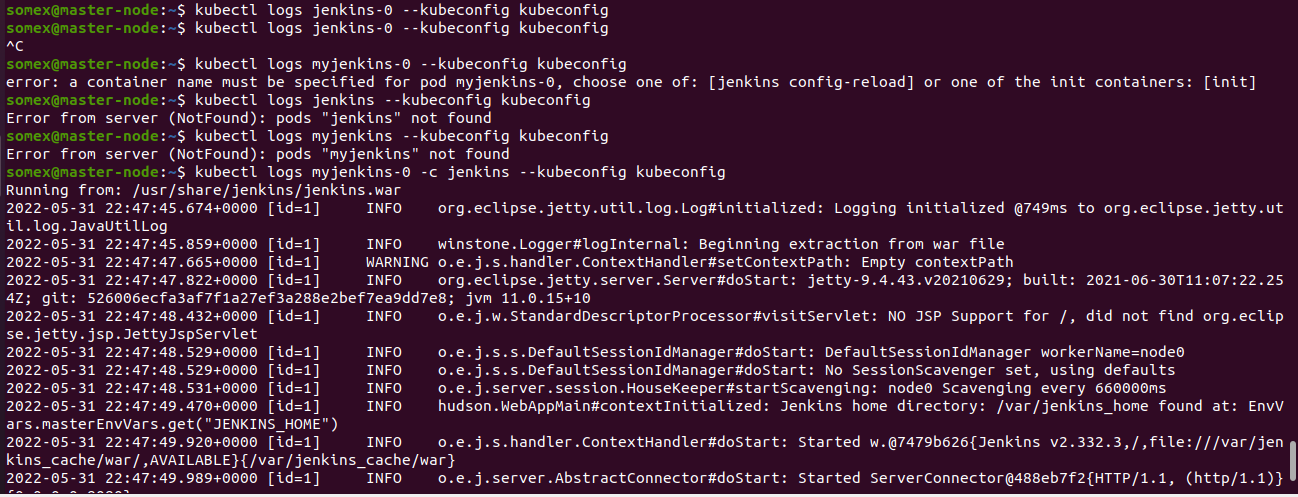 somex@master-node:~$ kubectl logs jenkins-0 --kubeconfig kubeconfig
somex@master-node:~$ kubectl logs jenkins-0 --kubeconfig kubeconfig
^C
somex@master-node:~$ kubectl logs myjenkins-0 --kubeconfig kubeconfig
error: a container name must be specified for pod myjenkins-0, choose one of: [jenkins config-reload] or one of the init containers: [init]
somex@master-node:~$ kubectl logs jenkins --kubeconfig kubeconfig
Error from server (NotFound): pods "jenkins" not found
somex@master-node:~$ kubectl logs myjenkins --kubeconfig kubeconfig
Error from server (NotFound): pods "myjenkins" not found
somex@master-node:~$ kubectl logs myjenkins-0 -c jenkins --kubeconfig kubeconfig
Running from: /usr/share/jenkins/jenkins.war
2022-05-31 22:47:45.674+0000 [id=1]     INFO    org.eclipse.jetty.util.log.Log#initialized: Logging initialized @749ms to org.eclipse.jetty.ut
il.log.JavaUtilLog
2022-05-31 22:47:45.859+0000 [id=1]     INFO    winstone.Logger#logInternal: Beginning extraction from war file
2022-05-31 22:47:47.665+0000 [id=1]     WARNING o.e.j.s.handler.ContextHandler#setContextPath: Empty contextPath
2022-05-31 22:47:47.822+0000 [id=1]     INFO    org.eclipse.jetty.server.Server#doStart: jetty-9.4.43.v20210629; built: 2021-06-30T11:07:22.25
4Z; git: 526006ecfa3af7f1a27ef3a288e2bef7ea9dd7e8; jvm 11.0.15+10
2022-05-31 22:47:48.432+0000 [id=1]     INFO    o.e.j.w.StandardDescriptorProcessor#visitServlet: NO JSP Support for /, did not find org.eclip
se.jetty.jsp.JettyJspServlet
2022-05-31 22:47:48.529+0000 [id=1]     INFO    o.e.j.s.s.DefaultSessionIdManager#doStart: DefaultSessionIdManager workerName=node0
2022-05-31 22:47:48.529+0000 [id=1]     INFO    o.e.j.s.s.DefaultSessionIdManager#doStart: No SessionScavenger set, using defaults
2022-05-31 22:47:48.531+0000 [id=1]     INFO    o.e.j.server.session.HouseKeeper#startScavenging: node0 Scavenging every 660000ms
2022-05-31 22:47:49.470+0000 [id=1]     INFO    hudson.WebAppMain#contextInitialized: Jenkins home directory: /var/jenkins_home found at: EnvV
ars.masterEnvVars.get("JENKINS_HOME")
2022-05-31 22:47:49.920+0000 [id=1]     INFO    o.e.j.s.handler.ContextHandler#doStart: Started w.@7479b626{Jenkins v2.332.3,/,file:///var/jen
kins_cache/war/,AVAILABLE}{/var/jenkins_cache/war}
2022-05-31 22:47:49.989+0000 [id=1]     INFO    o.e.j.server.AbstractConnector#doStart: Started ServerConnector@488eb7f2{HTTP/1.1, (http/1.1)}